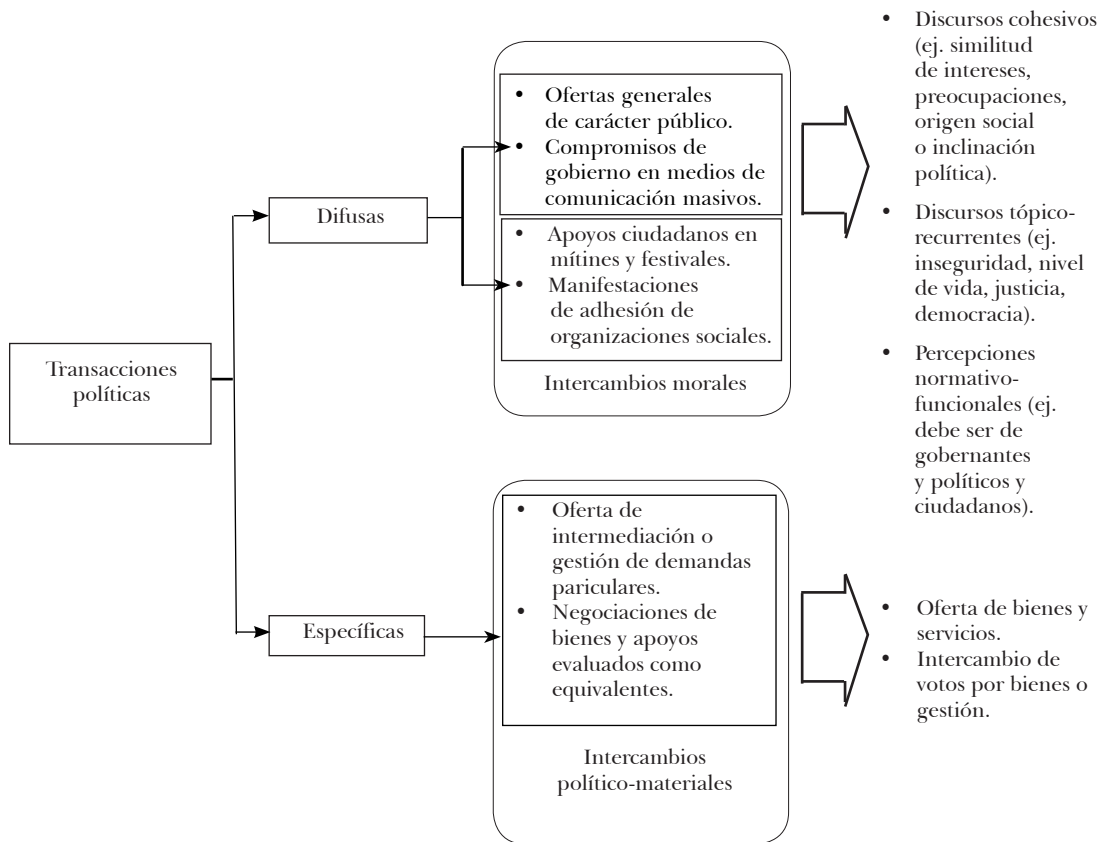 Transacciones
políticas
Difusas
• Ofertas generales
de carácter público.
• Compromisos de
gobierno en medios de
comunicación masivos.
• Apoyos ciudadanos en
mítines y festivales.
• Manifestaciones
de adhesión de
organizaciones sociales.
Intercambios morales
• Discursos cohesivos
(ej. similitud
de intereses,
preocupaciones,
origen social
o inclinación
política).
• Discursos tópico-
recurrentes (ej.
inseguridad, nivel
de vida, justicia,
democracia).
• Percepciones
normativo-
funcionales (ej.
debe ser de
gobernantes
y políticos y
ciudadanos).
Específicas
• Oferta de
intermediación o
gestión de demandas
pariculares.
• Negociaciones de
bienes y apoyos
evaluados como
equivalentes.
Intercambios
político-materiales
• Oferta de bienes y
servicios.
• Intercambio de
votos por bienes o
gestión.